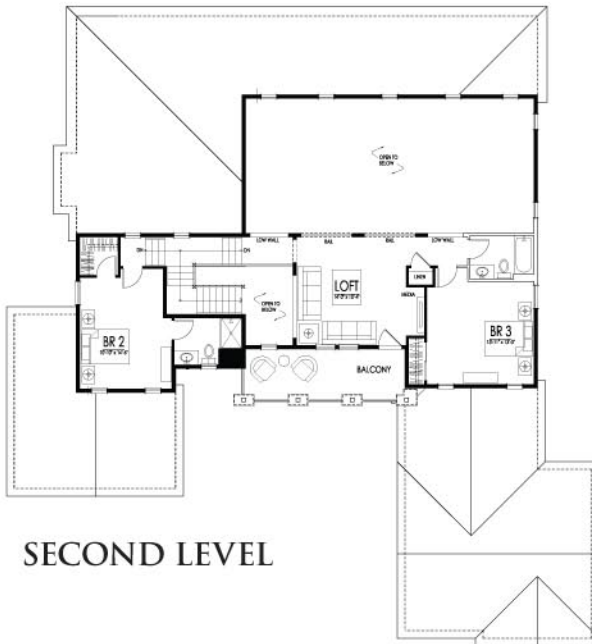 OPEN TO
BELOW
DN
DN
LOW WALL
RAIL
RAIL
LOW WALL
LOFT
LINEN
MEDIA
OPEN TO
BELOW
BR 2
BR 3
BALCONY
SECOND LEVEL